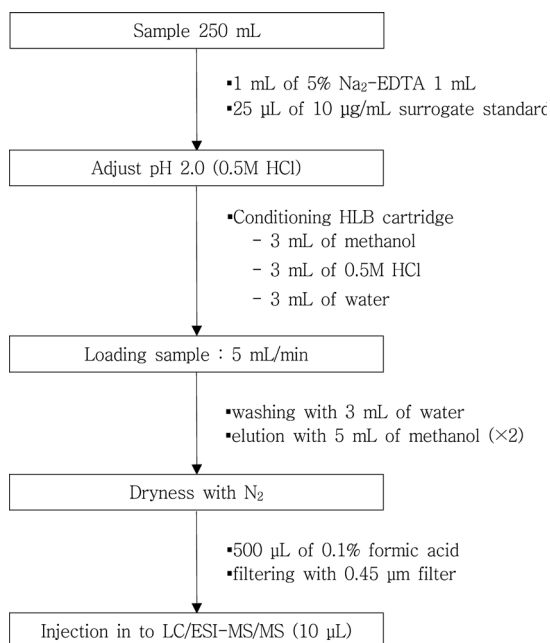 Sample 250 mL
▪1 mL of 5% Na₂-EDTA 1 mL
▪25 µL of 10 µg/mL surrogate standard
Adjust pH 2.0 (0.5M HCl)
▪Conditioning HLB cartridge
- 3 mL of methanol
- 3 mL of 0.5M HCl
- 3 mL of water
Loading sample : 5 mL/min
▪washing with 3 mL of water
▪elution with 5 mL of methanol (×2)
Dryness with N₂
▪500 µL of 0.1% formic acid
▪filtering with 0.45 µm filter
Injection in to LC/ESI-MS/MS (10 µL)